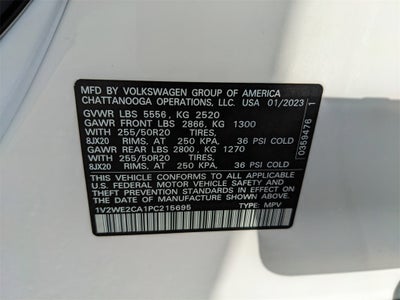 MFD BY VOLKSWAGEN GROUP OF AMERICA
CHATTANOOGA OPERATIONS, LLC. USA 01/2023
GVWR LBS 5556, KG 2520
GAWR FRONT LBS 2866, KG 1300
WITH 255/50R20 TIRES,
8JX20 RIMS, AT 250 KPA. 36 PSI COLD
GAWR REAR LBS 2800, KG 1270
WITH 255/50R20 TIRES,
8JX20 RIMS, AT 250 KPA. 36 PSI COLD
THIS VEHICLE CONFORMS TO ALL APPLICABLE
U.S. FEDERAL MOTOR VEHICLE SAFETY AND
THEFT PREVENTION STANDARDS IN EFFECT ON THE
DATE OF MANUFACTURE SHOWN ABOVE.
1V2WE2CA1PC215695 TYPE: MPV
0359476 1